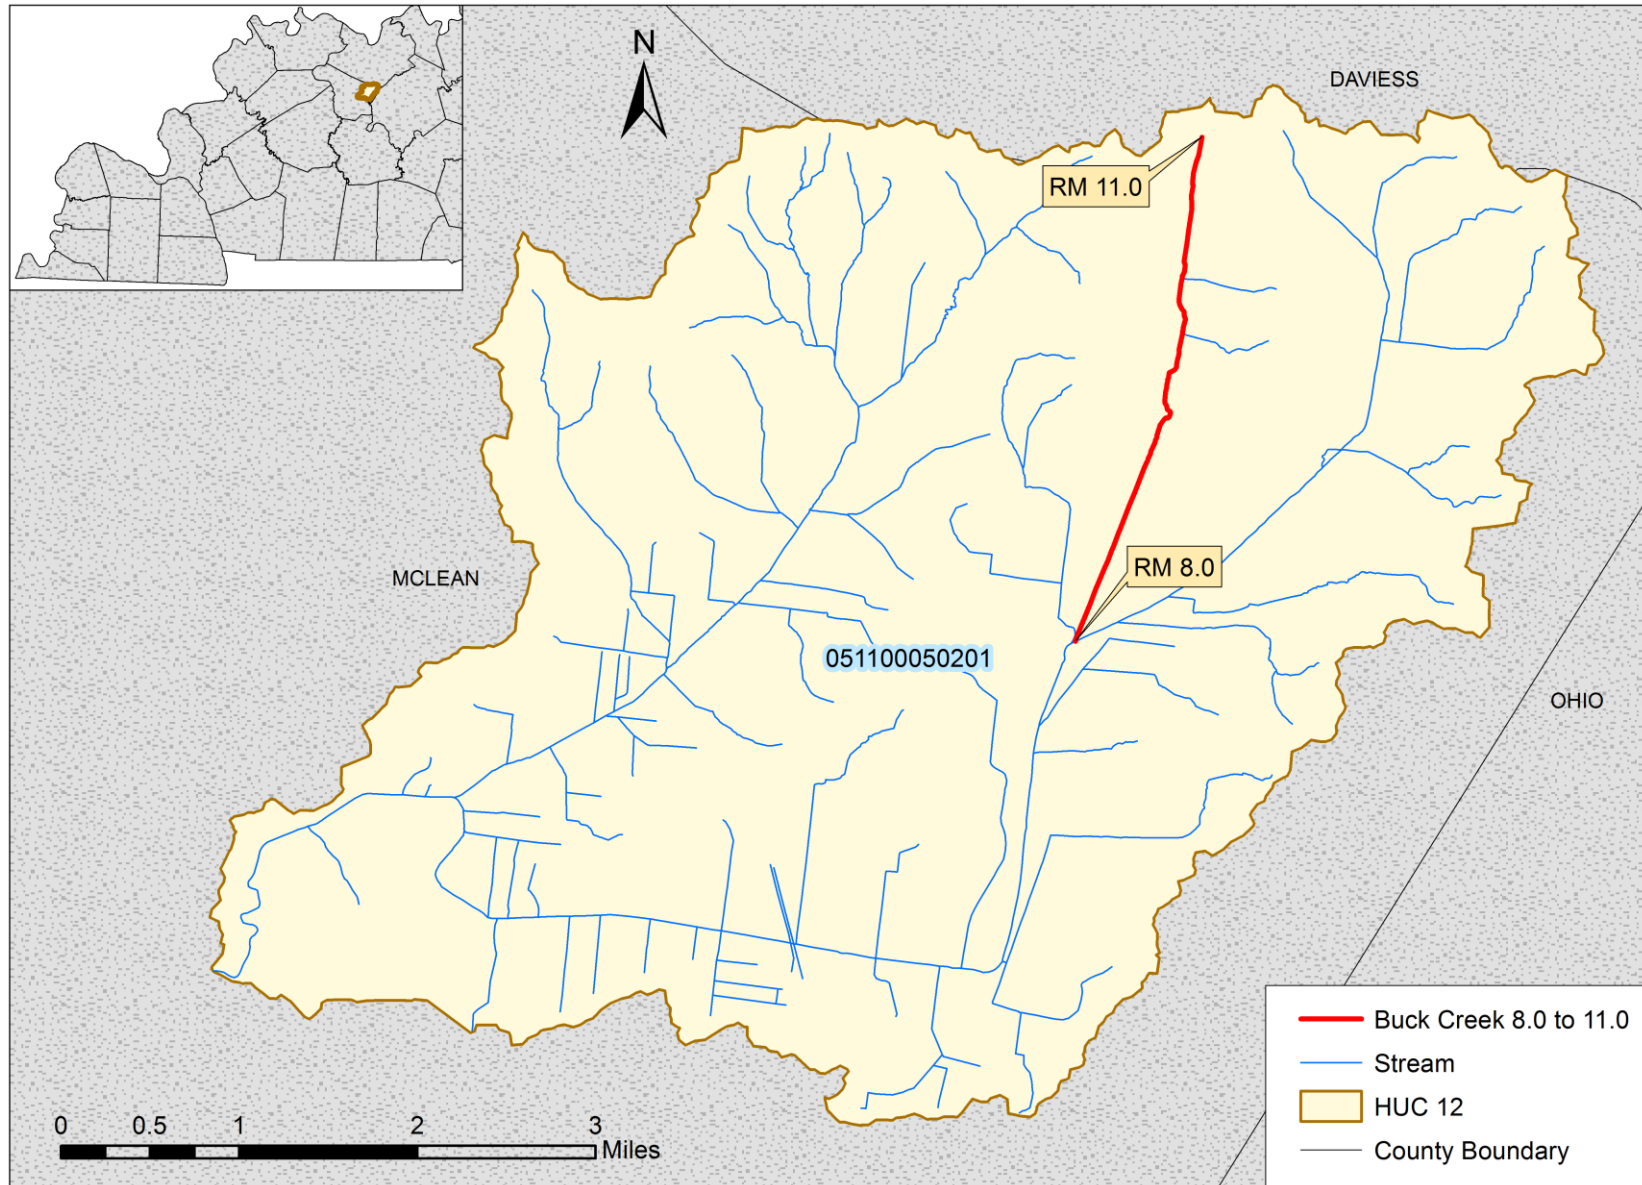 N
DAVIESS
RM 11.0
RM 8.0
MCLEAN
051100050201
OHIO
Buck Creek 8.0 to 11.0
Stream
HUC 12
County Boundary
0 0.5 1 2 3
Miles